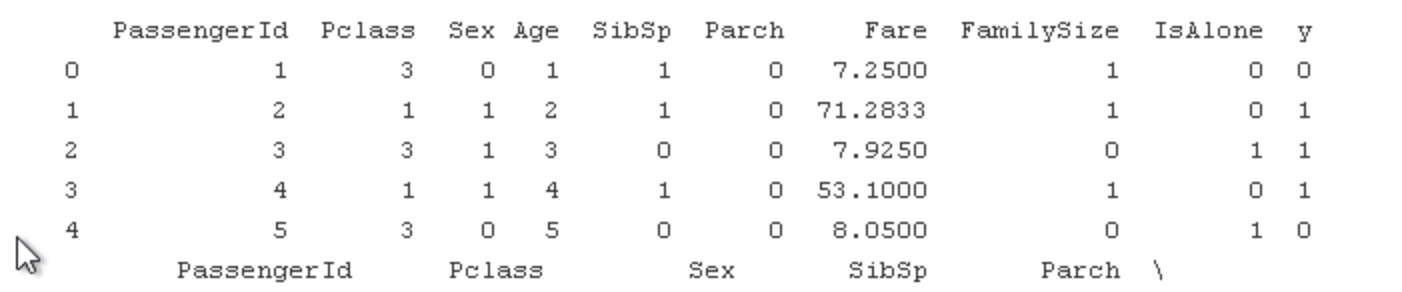 PassengerId Pclass Sex Age SibSp Parch Fare FamilySize IsAlone y
0 1 3 0 1 1 0 7.2500 1 0 0
1 2 1 1 2 1 0 71.2833 1 0 1
2 3 3 1 3 0 0 7.9250 0 1 1
3 4 1 1 4 1 0 53.1000 1 0 1
4 5 3 0 5 0 0 8.0500 0 1 0
PassengerId Pclass Sex SibSp Parch \